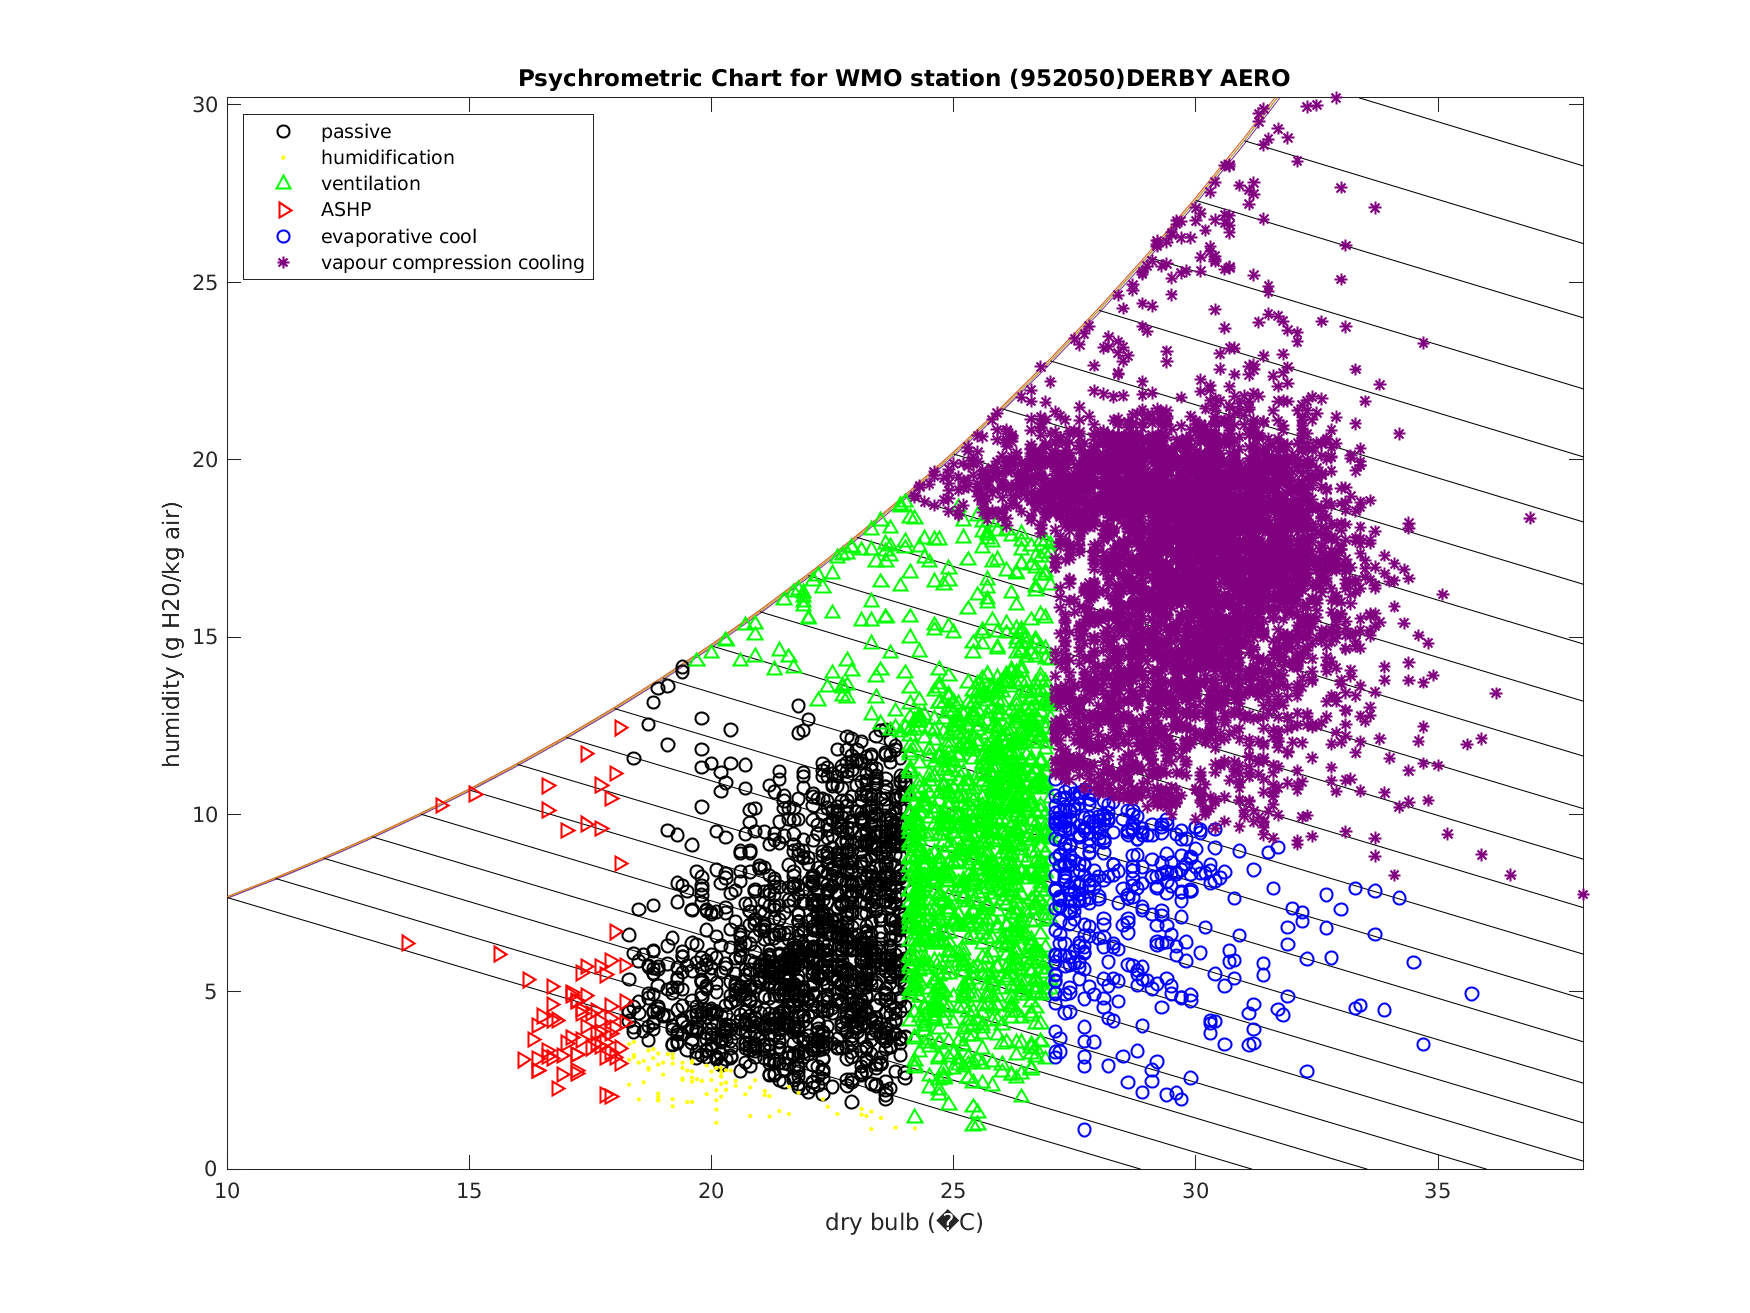 Psychrometric Chart for WMO station (952050)DERBY AERO
passive
humidification
ventilation
ASHP
evaporative cool
vapour compression cooling
30
25
20
15
10
5
0
humidity (g H20/kg air)
10
15
20
25
30
35
dry bulb (�C)